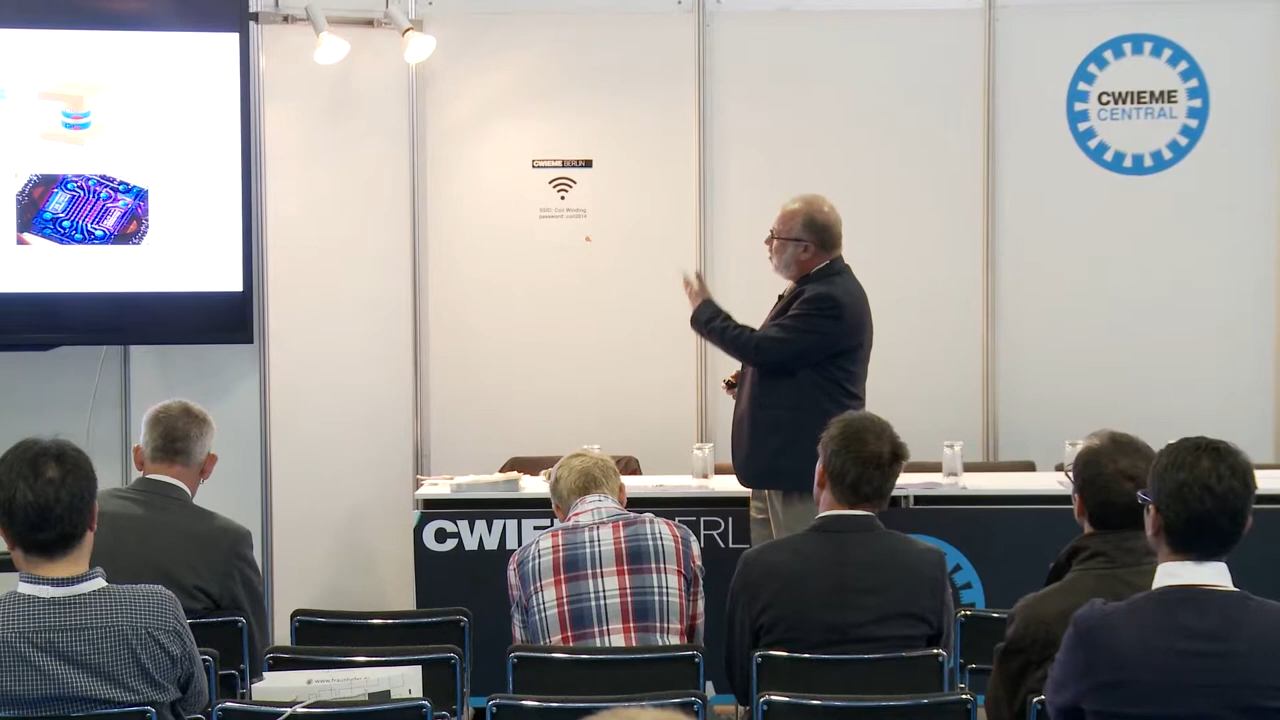 CWIEME
CENTRAL
CWIEME BERLIN
SSID: Coil Winding
password: coil2014
CWIE
ERL
www.fraunhofer.de